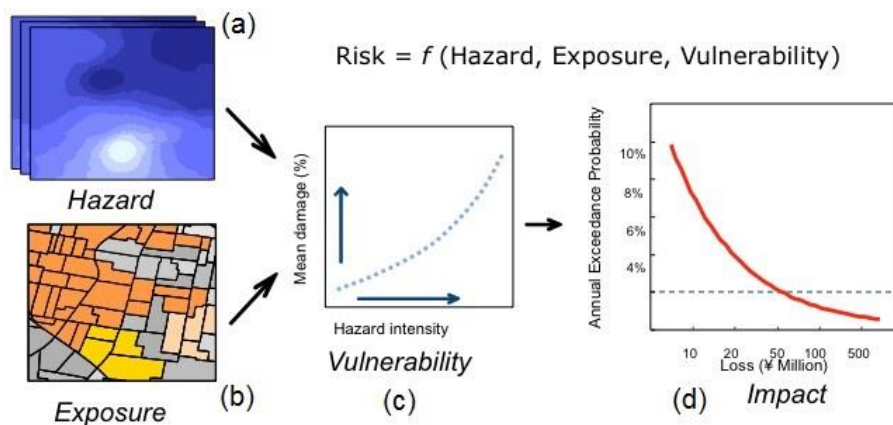 (a)
Risk = f (Hazard, Exposure, Vulnerability)
Hazard
(b)
Exposure
Mean damage (%)
Hazard intensity
Vulnerability
(c)
Annual Exceedance Probability
10%
8%
6%
4%
10 20 50 100 500
Loss (¥ Million)
(d) Impact